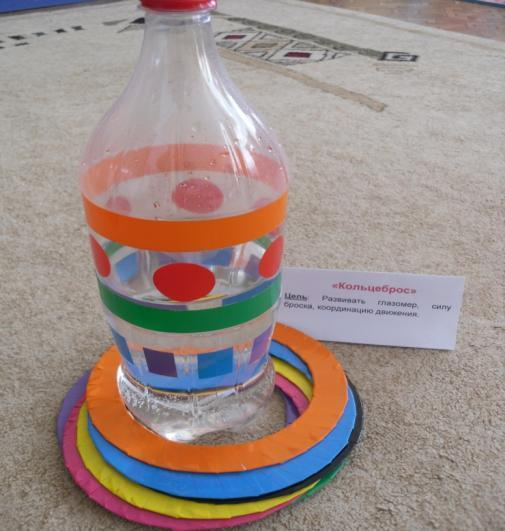 «Кольцеброс»
Цель: Развивать глазомер, силу
броска, координацию движения.